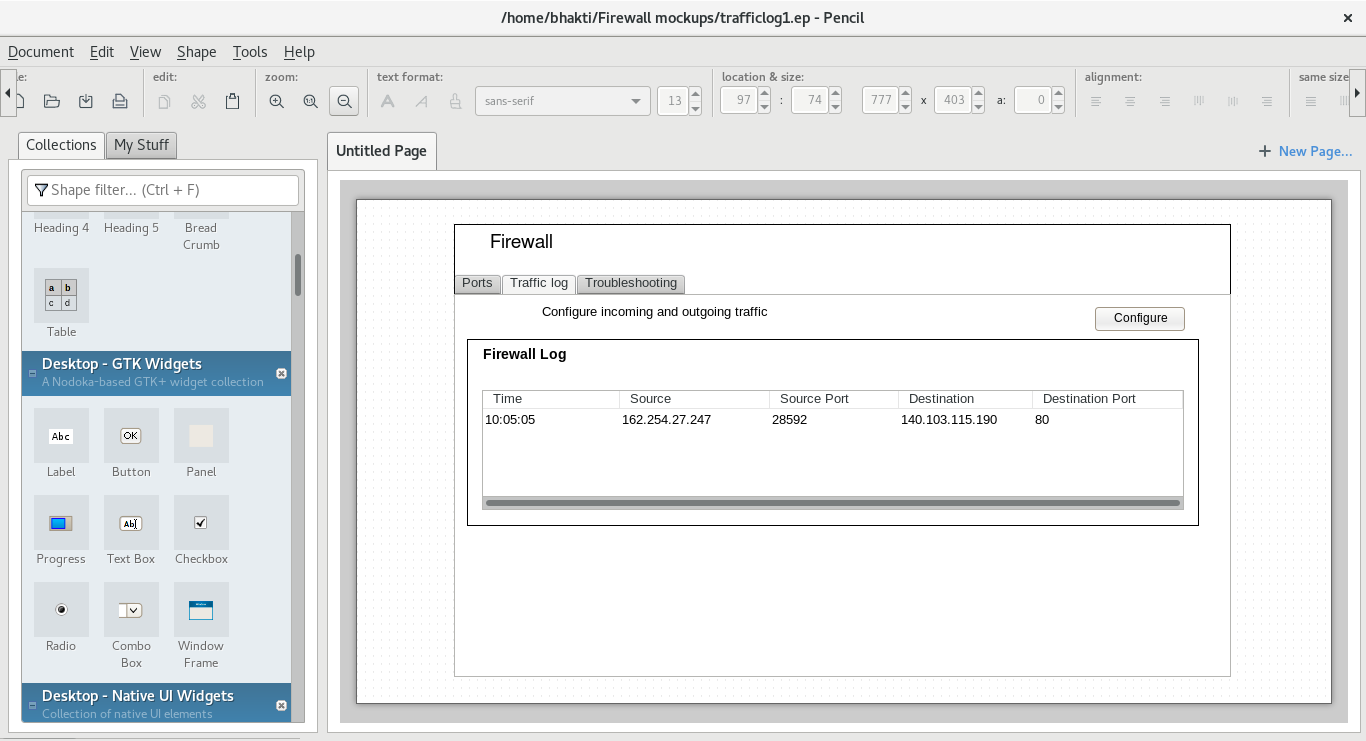 /home/bhakti/Firewall mockups/trafficlog1.ep - Pencil
Document Edit View Shape Tools Help
edit: zoom: text format: location & size: alignment: same size
sans-serif 13 97 : 74 777 x 403 a: 0
Collections My Stuff
Untitled Page
New Page...
Shape filter... (Ctrl + F)
Heading 4 Heading 5 Bread
Crumb
a b
c d
Table
Desktop - GTK Widgets
A Nodoka-based GTK+ widget collection
Abc OK
Label Button Panel
Ab
Progress Text Box Checkbox
Radio Combo Window
Box Frame
Desktop - Native UI Widgets
Collection of native UI elements
Firewall
Ports Traffic log Troubleshooting
Configure incoming and outgoing traffic
Configure
Firewall Log
Time Source Source Port Destination Destination Port
10:05:05 162.254.27.247 28592 140.103.115.190 80